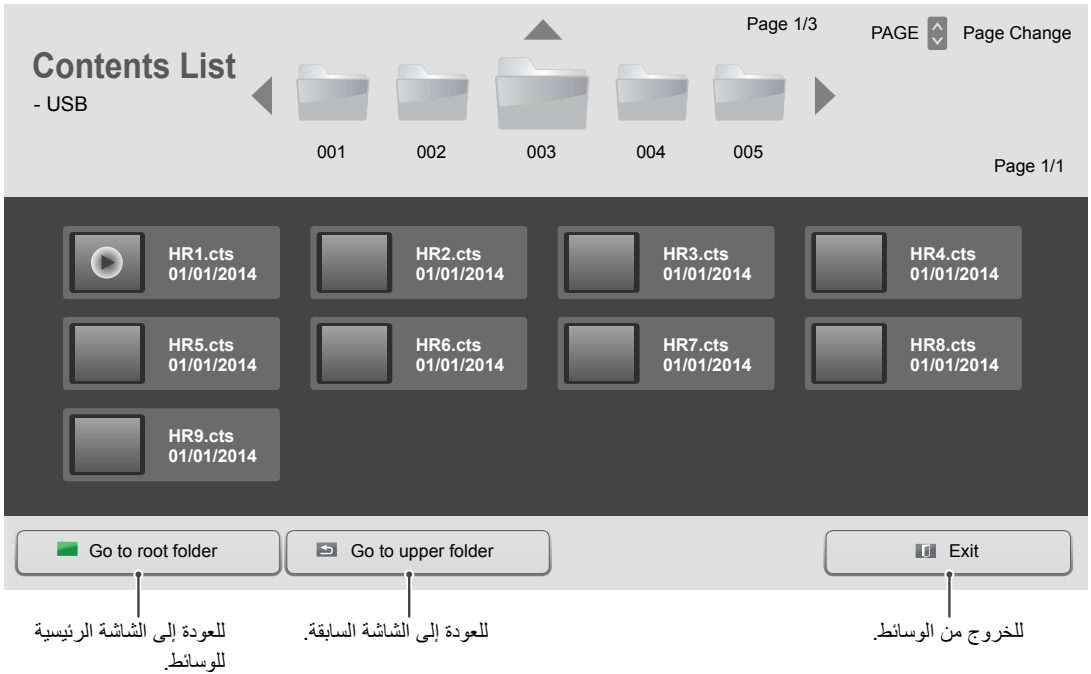 Page 1/3
PAGE Page Change
Contents List
- USB
001 002 003 004 005
Page 1/1
HR1.cts
01/01/2014
HR2.cts
01/01/2014
HR3.cts
01/01/2014
HR4.cts
01/01/2014
HR5.cts
01/01/2014
HR6.cts
01/01/2014
HR7.cts
01/01/2014
HR8.cts
01/01/2014
HR9.cts
01/01/2014
Go to root folder
Go to upper folder
Exit
للعودة إلى الشاشة الرئيسية
للوسائط.
للعودة إلى الشاشة السابقة.
للخروج من الوسائط.